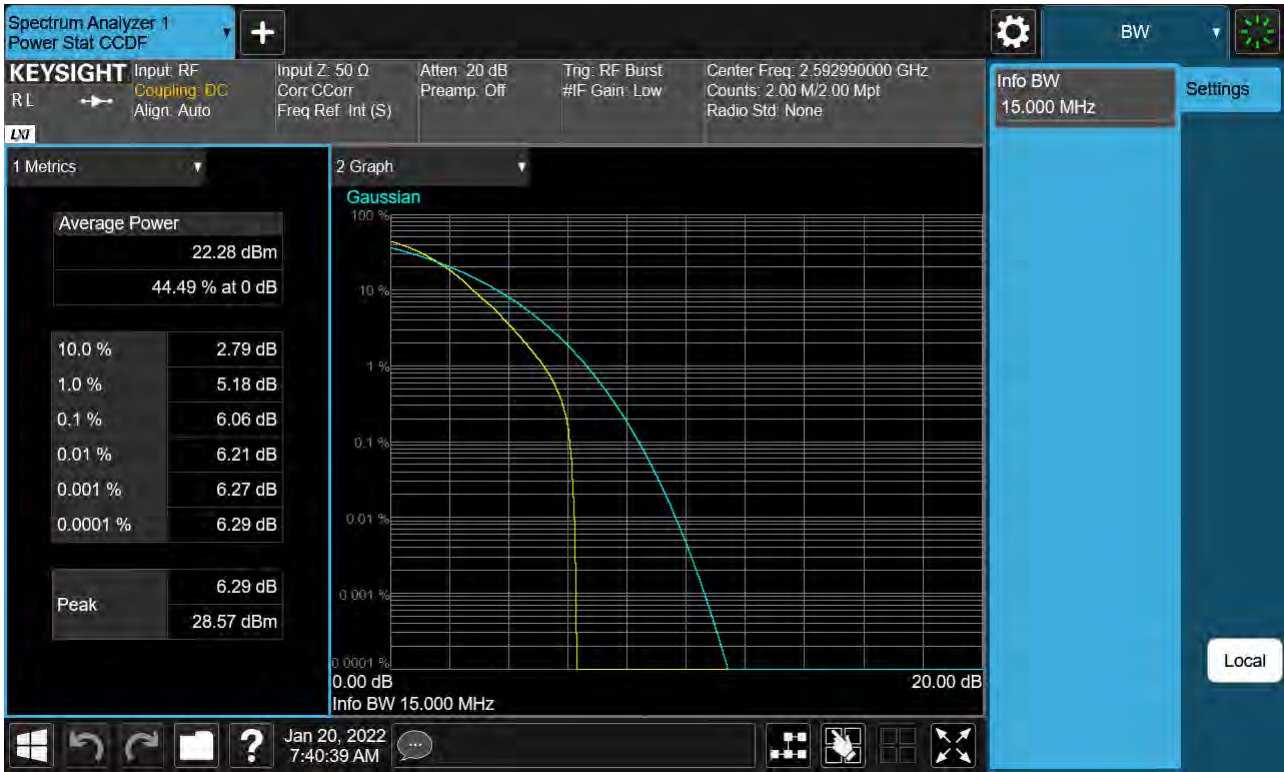 Spectrum Analyzer 1
Power Stat CCDF
BW
KEYSIGHT
RL
LXI
Input: RF
Coupling: DC
Align: Auto
Input Z: 50 Ω
Corr CCorr
Freq Ref: Int (S)
Atten: 20 dB
Preamp: Off
Trig: RF Burst
#IF Gain: Low
Center Freq: 2.592990000 GHz
Counts: 2.00 M/2.00 Mpt
Radio Std: None
Info BW
15.000 MHz
Settings
1 Metrics
Average Power
22.28 dBm
44.49 % at 0 dB
10.0 % 2.79 dB
1.0 % 5.18 dB
0.1 % 6.06 dB
0.01 % 6.21 dB
0.001 % 6.27 dB
0.0001 % 6.29 dB
Peak
6.29 dB
28.57 dBm
2 Graph
Gaussian
100 %
10 %
1 %
0.1 %
0.01 %
0.001 %
0.0001 %
0.00 dB 20.00 dB
Info BW 15.000 MHz
Local
?
Jan 20, 2022
7:40:39 AM